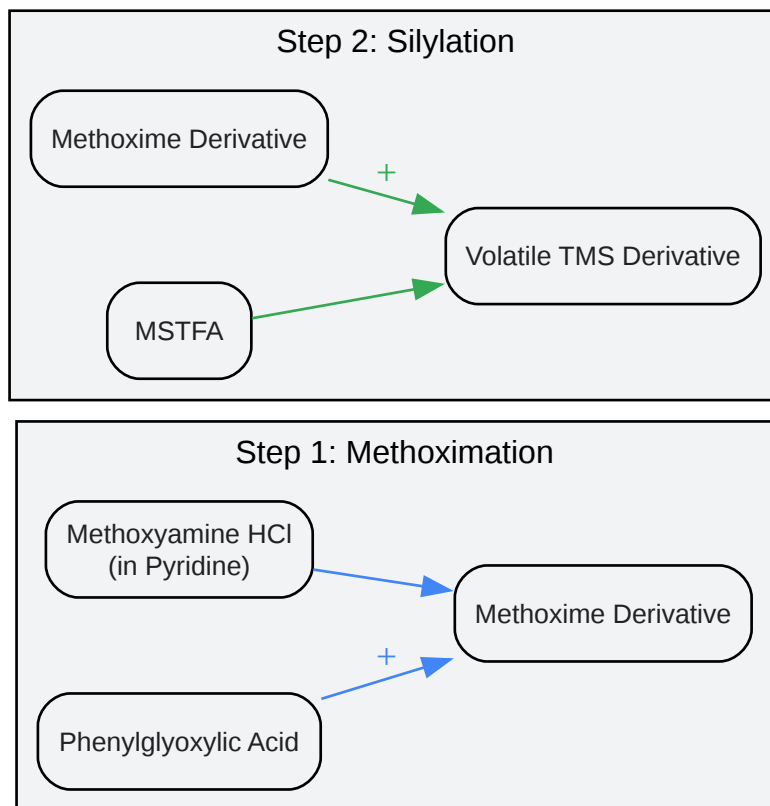 Step 2: Silylation
Methoxime Derivative
+
Volatile TMS Derivative
MSTFA
Step 1: Methoximation
Methoxyamine HCl
(in Pyridine)
Methoxime Derivative
+
Phenylglyoxylic Acid